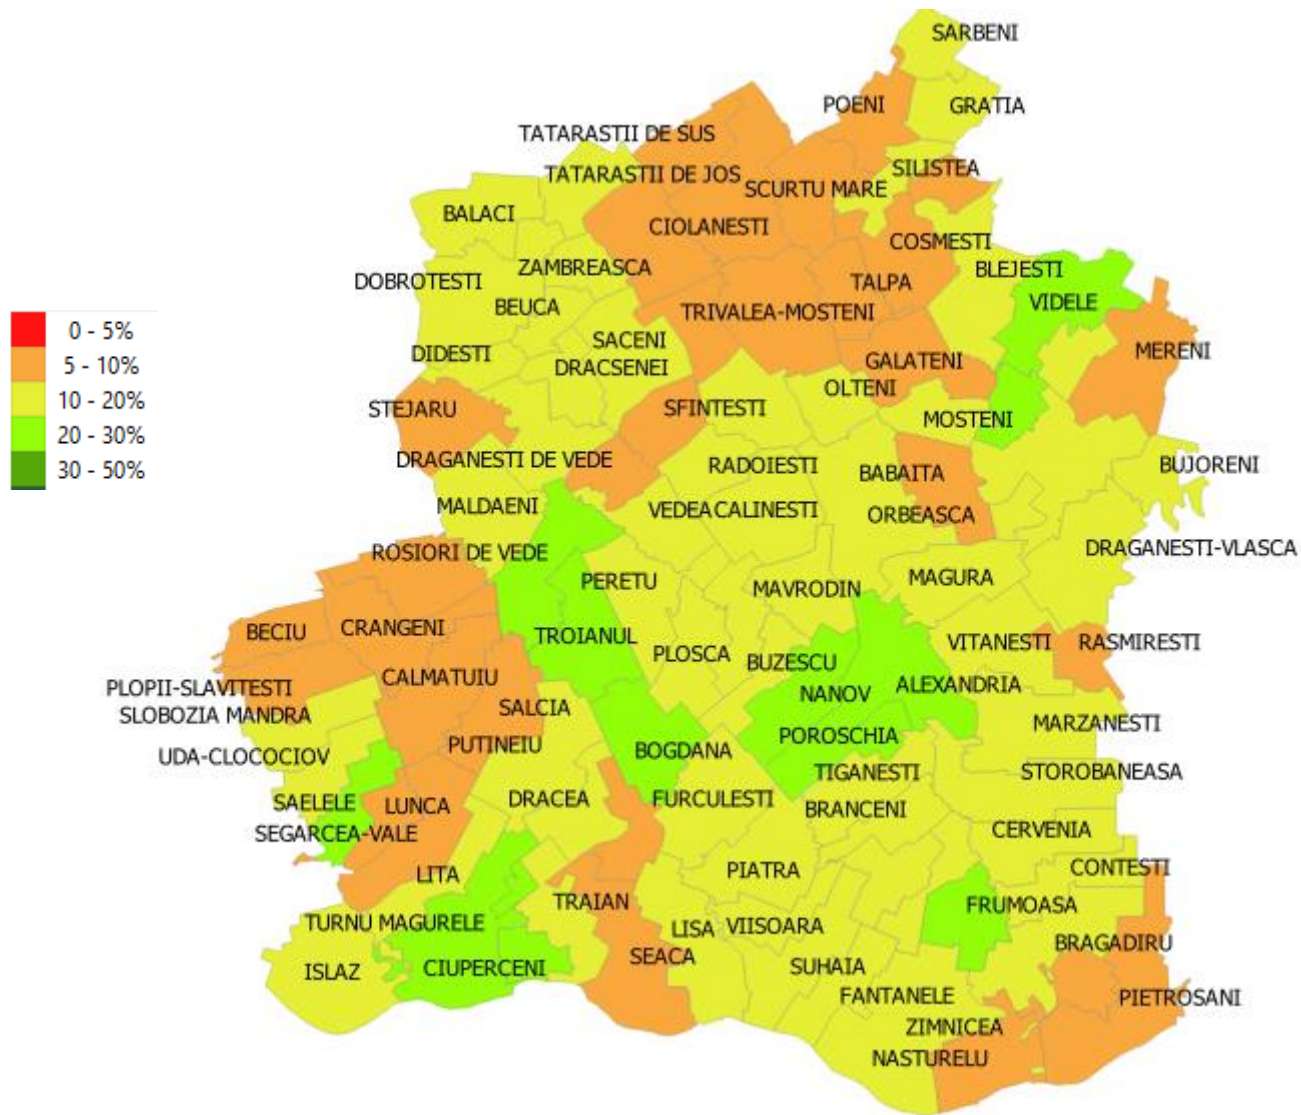 SARBENI
POENI
GRATIA
TATARASTII DE SUS
SILISTEA
TATARASTII DE JOS
SCURTU MARE
BALACI
CIOLANESTI
COSMESTI
ZAMBREASCA
BLEJESTI
DOBROTESTI
TALPA
VIDELE
BEUCA
TRIVALEA-MOSTENI
0 - 5%
5 - 10%
10 - 20%
20 - 30%
30 - 50%
SACENI
MERENI
DIDESTI
DRACSENEI
GALATENI
OLTENI
STEJARU
SFINTESTI
MOSTENI
DRAGANESTI DE VEDE
RADOIESTI
BABAITA
BUJORENI
MALDAENI
VEDEA
CALINESTI
ORBEASCA
ROSIORI DE VEDE
DRAGANESTI-VLASCA
PERETU
MAVRODIN
MAGURA
BECIU
CRANGENI
TROIANUL
VITANESTI
RASMIRESTI
PLOSCA
BUZESCU
CALMATUIU
PLOPII-SLAVITESTI
NANOV
ALEXANDRIA
SLOBOZIA MANDRA
SALCIA
MARZANESTI
UDA-CLOCOCIOV
PUTINEIU
BOGDANA
POROSCHIA
TIGANESTI
STOROBANEASA
SAELELE
LUNCA
DRACEA
FURCULESTI
BRANCENI
SEGARCEA-VALE
CERVENIA
LITA
PIATRA
CONTESTI
TRAIAN
FRUMOASA
TURNU MAGURELE
LISA
VIISOARA
BRAGADIRU
ISLAZ
CIUPERCENI
SEACA
SUHAIA
FANTANELE
PIETROSANI
ZIMNICEA
NASTURELU